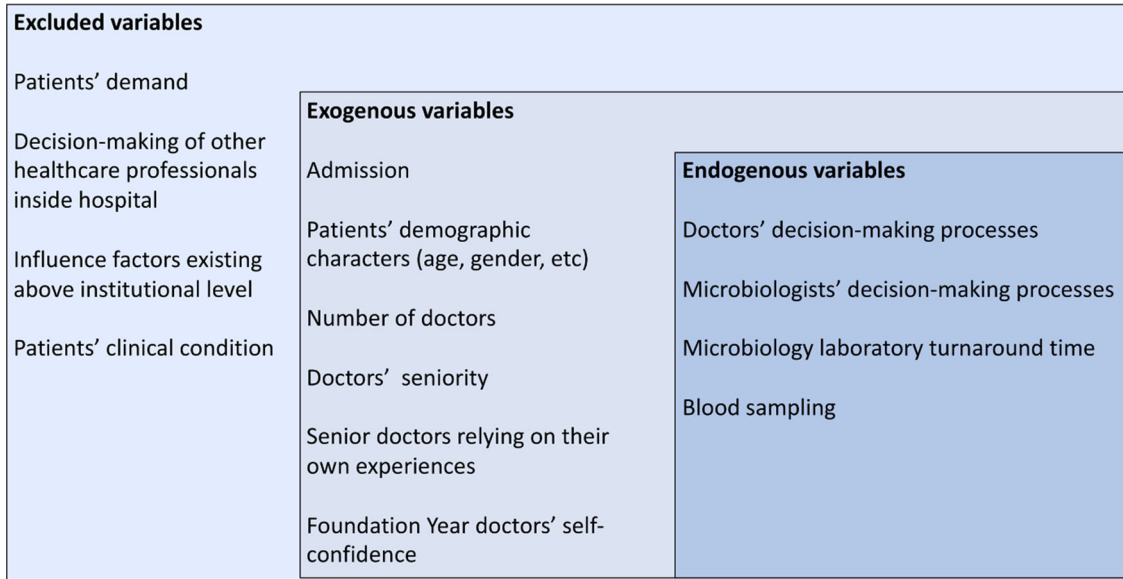 Excluded variables
Patients’ demand
Decision-making of other
healthcare professionals
inside hospital
Influence factors existing
above institutional level
Patients’ clinical condition
Exogenous variables
Admission
Patients’ demographic
characters (age, gender, etc)
Number of doctors
Doctors’ seniority
Senior doctors relying on their
own experiences
Foundation Year doctors’ self-
confidence
Endogenous variables
Doctors’ decision-making processes
Microbiologists’ decision-making processes
Microbiology laboratory turnaround time
Blood sampling